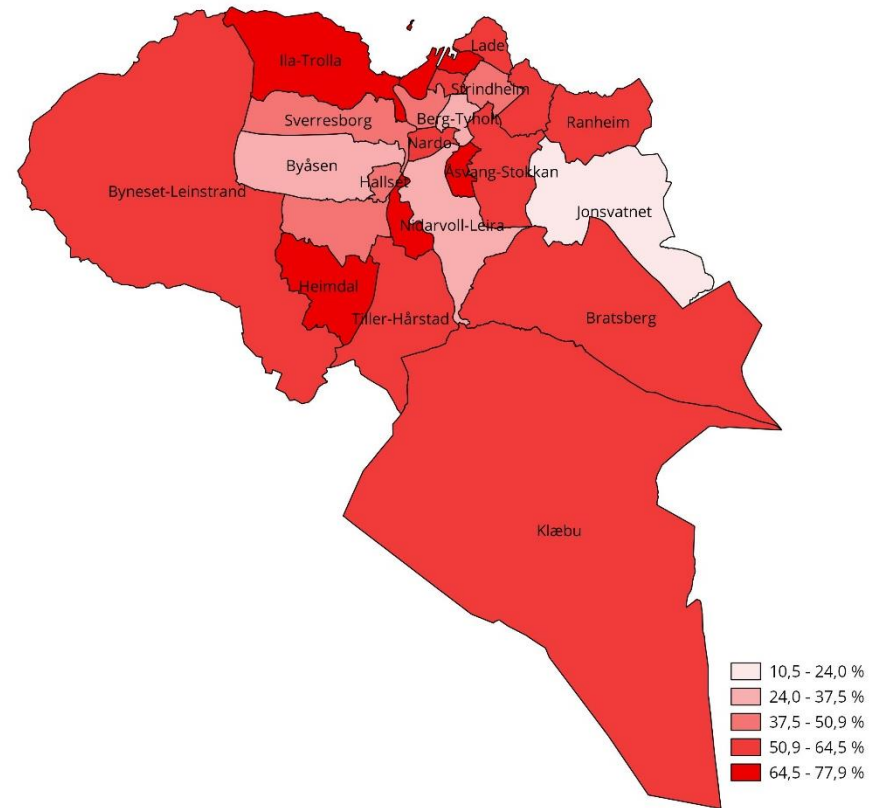 Lade
Ila-Trolla
Strindheim
Sverresborg
Berg-Tyholt
Ranheim
Nardo
Byåsen
Åsvang-Stokkan
Hallset
Byneset-Leinstrand
Jonsvatnet
Nidarvoll-Leira
Heimdal
Tiller-Hårstad
Bratsberg
Klæbu
10,5 - 24,0 %
24,0 - 37,5 %
37,5 - 50,9 %
50,9 - 64,5 %
64,5 - 77,9 %